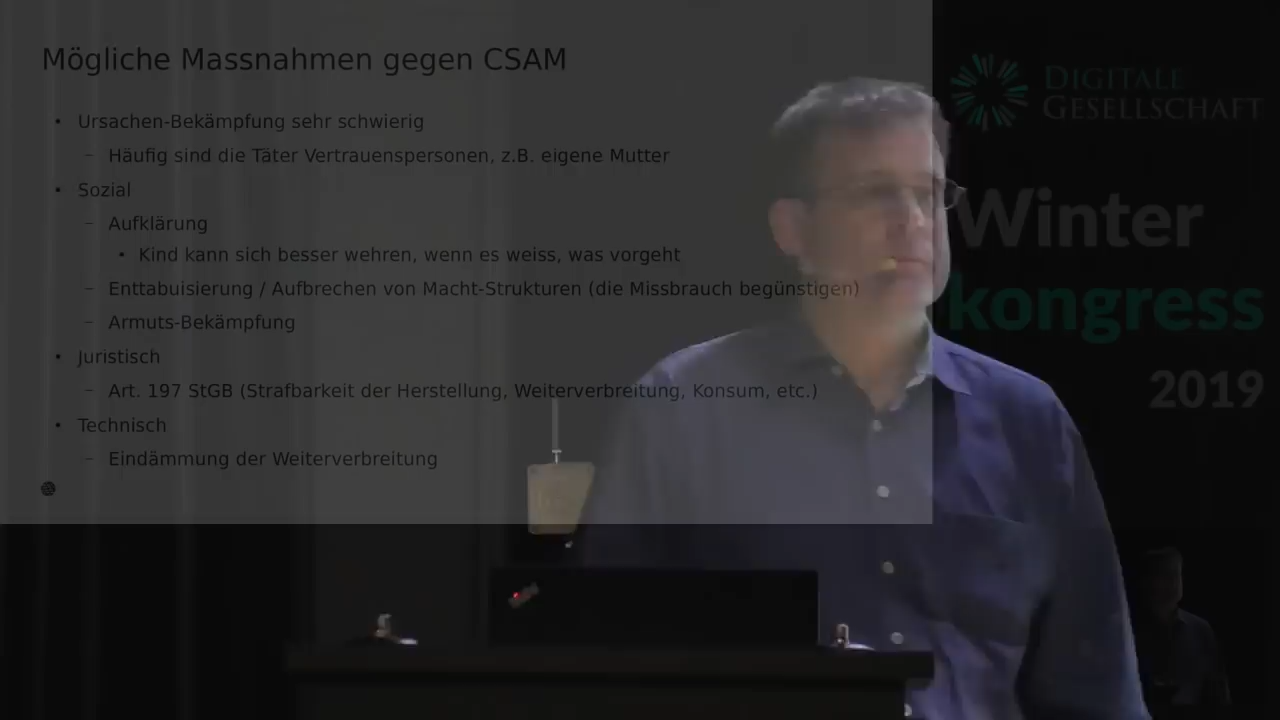 Mögliche Massnahmen gegen CSAM
• Ursachen-Bekämpfung sehr schwierig
– Häufig sind die Täter Vertrauenspersonen, z.B. eigene Mutter
• Sozial
– Aufklärung
• Kind kann sich besser wehren, wenn es weiss, was vorgeht
– Enttabuisierung / Aufbrechen von Macht-Strukturen (die Missbrauch begünstigen)
– Armuts-Bekämpfung
• Juristisch
– Art. 197 StGB (Strafbarkeit der Herstellung, Weiterverbreitung, Konsum, etc.)
• Technisch
– Eindämmung der Weiterverbreitung
DIGITALE
GESELLSCHAFT
Winter
kongress
2019